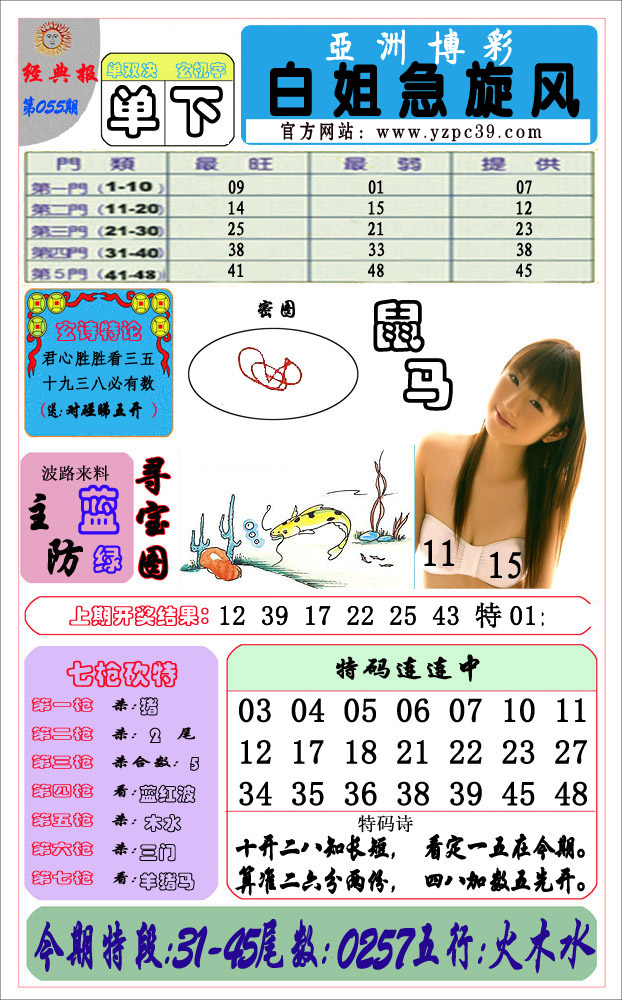 经典报
第055期
单双决 玄机字
单 下
亞洲博彩
白姐急旋风
官方网站：www.yzpc39.com
門類 最旺 最弱 提供
第一門(1-10) 09 01 07
第二門(11-20) 14 15 12
第三門(21-30) 25 21 23
第四門(31-40) 38 33 38
第5門(41-48) 41 48 45
玄诗特论
君心胜胜看三五
十九三八必有数
(送:对碰睇五开)
密图
鼠
马
波路来料
主 蓝
防 绿
寻宝图
11 15
上期开奖结果：12 39 17 22 25 43 特 01:
七枪砍特
第一枪 杀:猪
第二枪 杀: 2 尾
第三枪 杀合数: 5
第四枪 看:蓝红波
第五枪 杀:木水
第六枪 杀:三门
第七枪 看:羊猪马
特码连连中
03 04 05 06 07 10 11
12 17 18 21 22 23 27
34 35 36 38 39 45 48
特码诗
十开二八知长短， 看定一五在今期。
算准二六分两份， 四八加数五先开。
今期特段:31-45尾数:0257五行:火木水